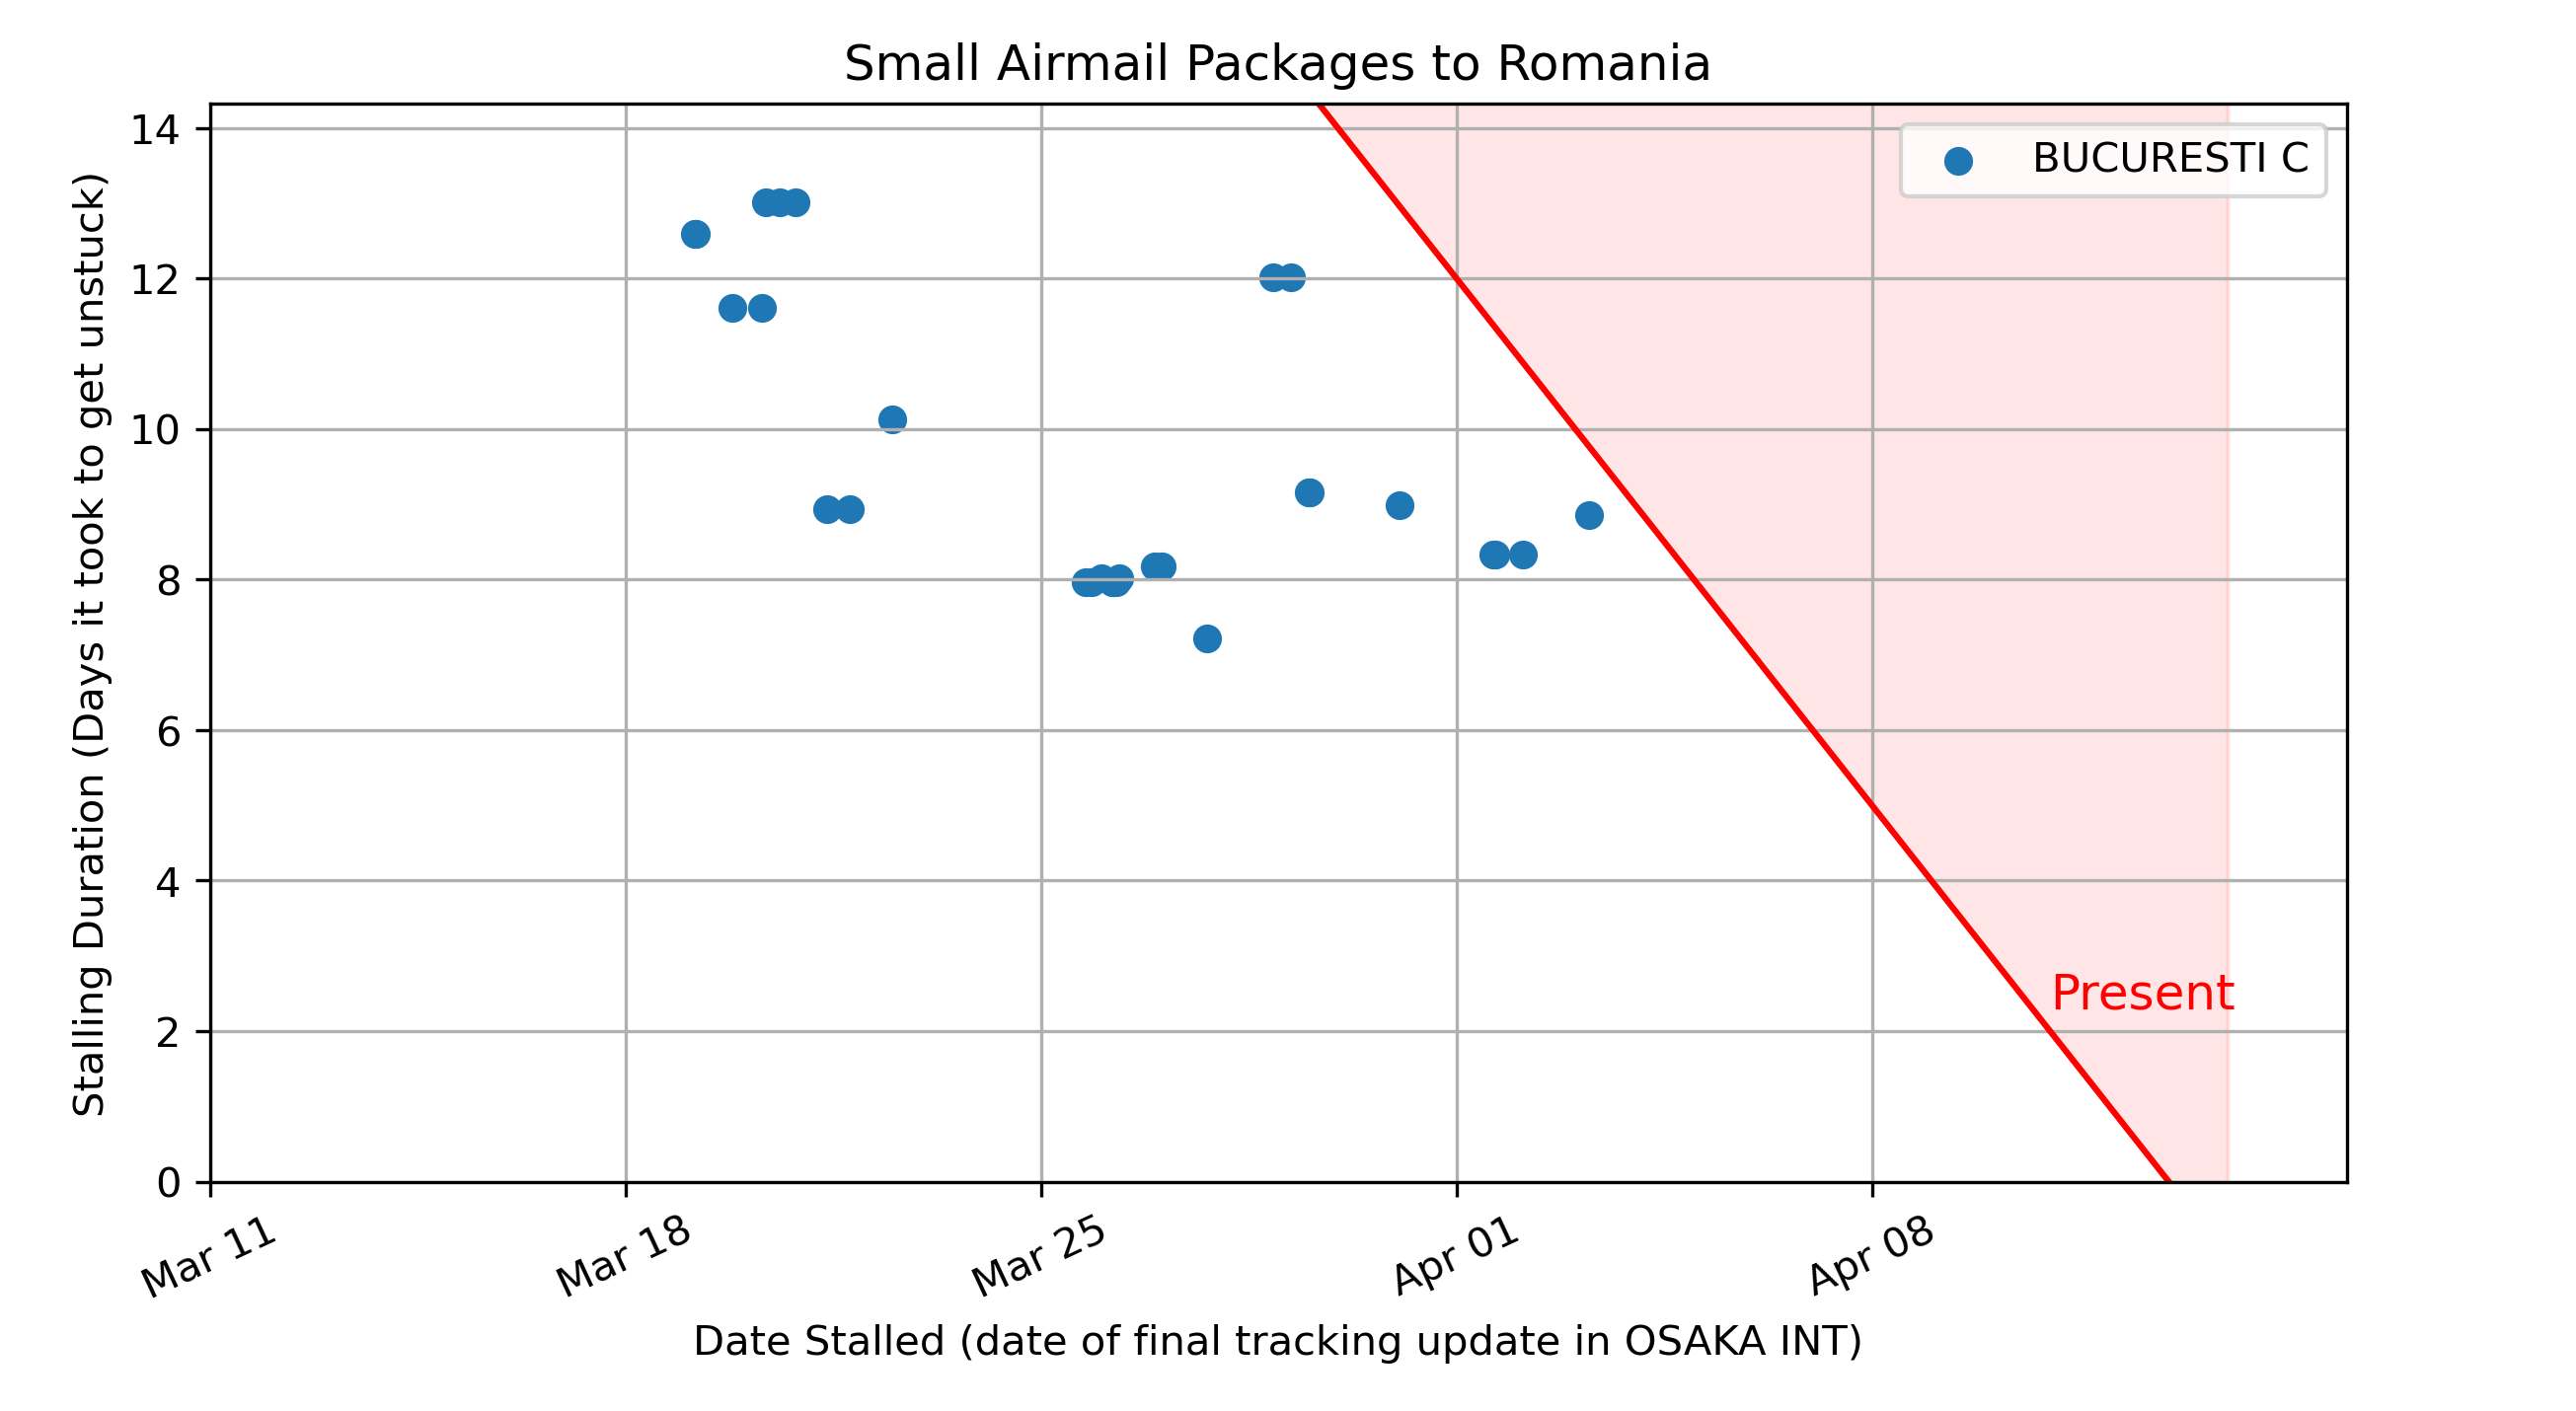 Small Airmail Packages to Romania
BUCURESTI C
Stalling Duration (Days it took to get unstuck)
14
12
10
8
6
4
2
0
Present
Mar 11
Mar 18
Mar 25
Apr 01
Apr 08
Date Stalled (date of final tracking update in OSAKA INT)